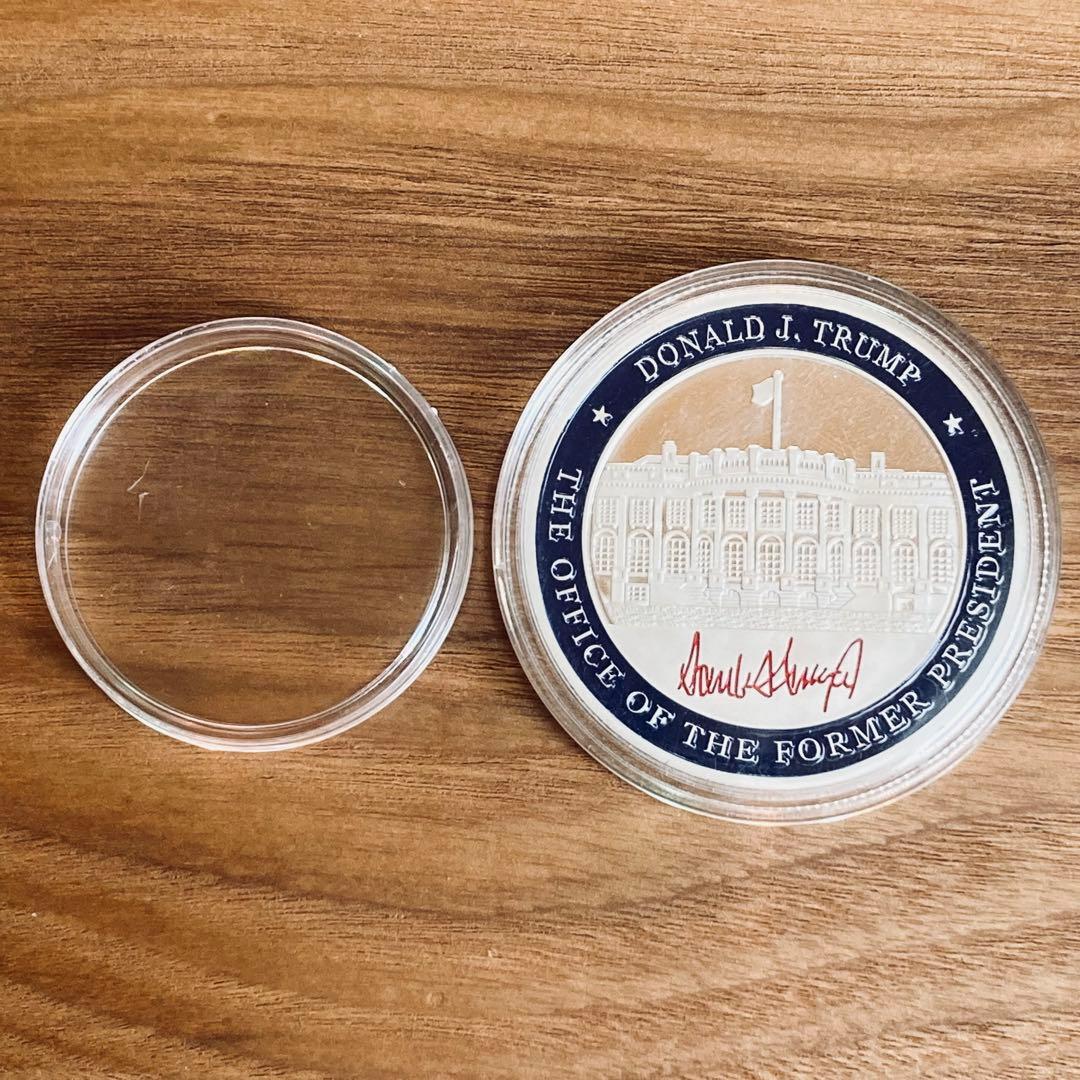 DONALD J. TRUMP
THE OFFICE OF THE FORMER PRESIDENT